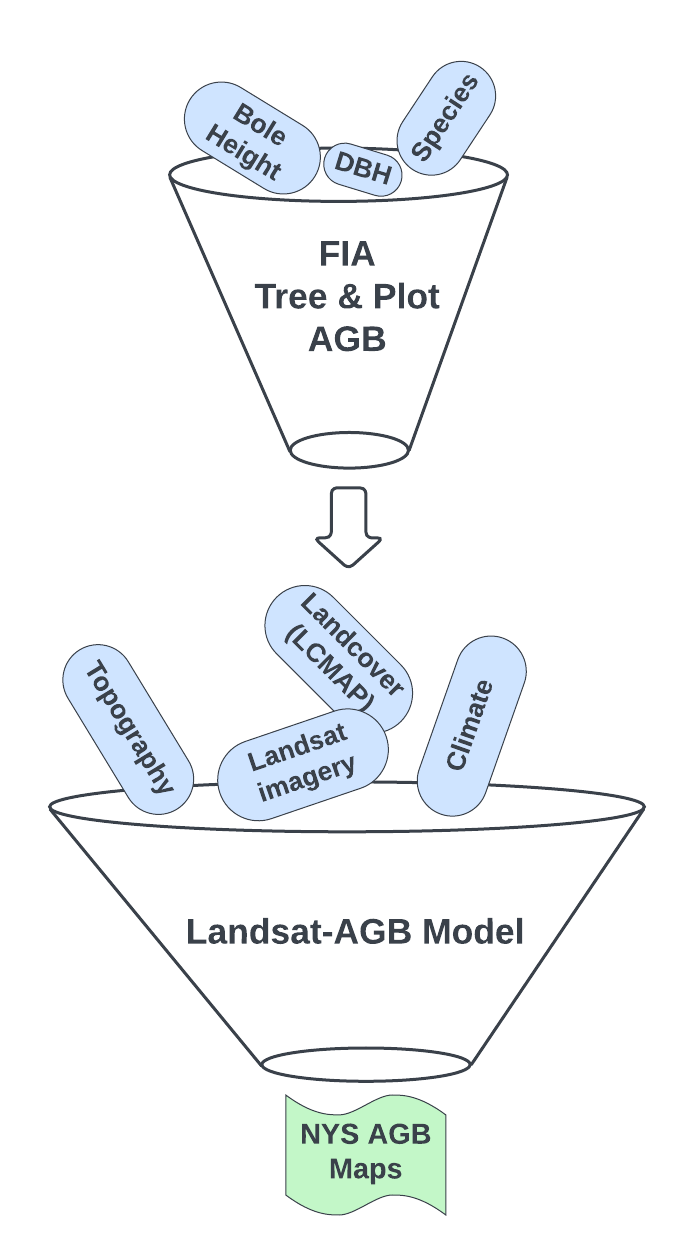 Bole
Height
DBH
Species
FIA
Tree & Plot
AGB
Landcover
(LCMAP)
Topography
Landsat
imagery
Climate
Landsat-AGB Model
NYS AGB
Maps